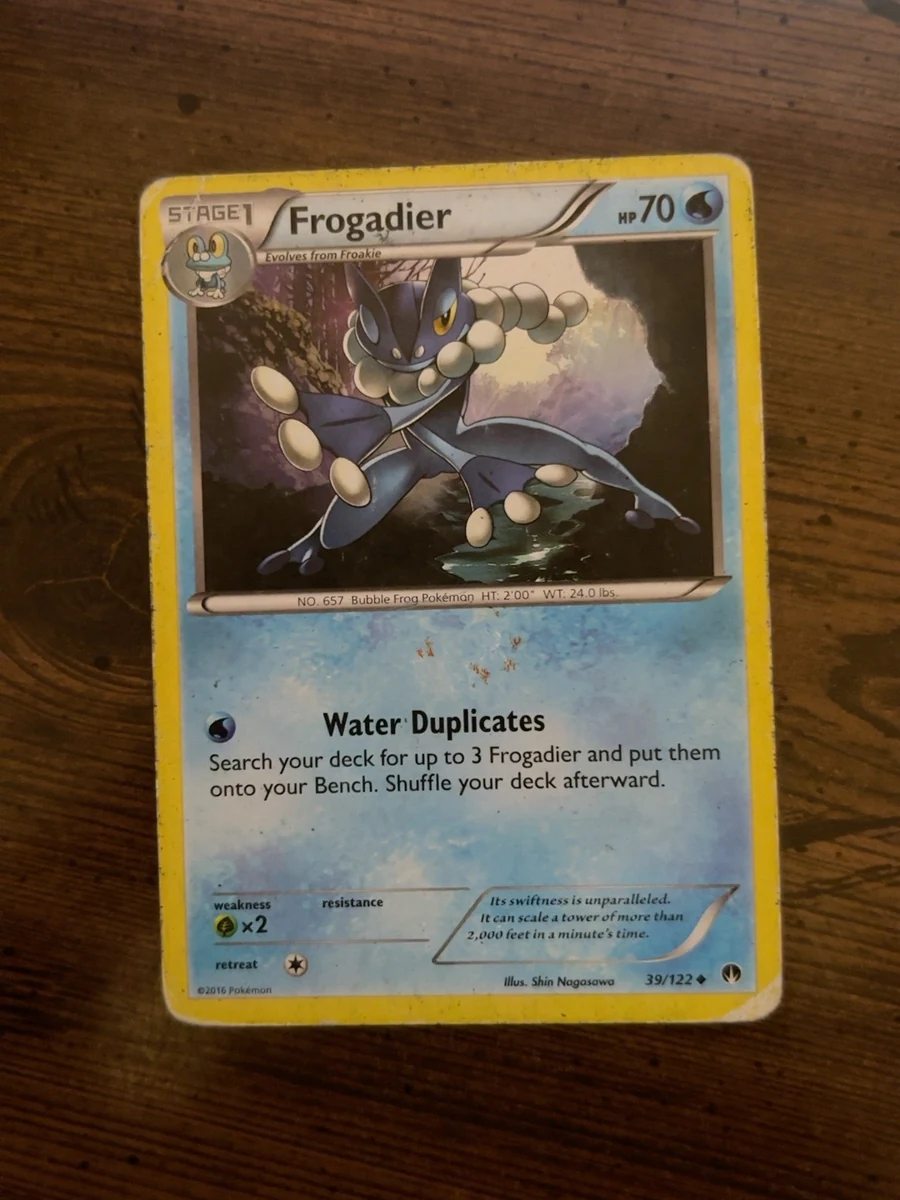 STAGE1
Frogadier
HP70
Evolves from Froakie
NO. 657 Bubble Frog Pokémon HT: 2'00" WT: 24.0 lbs.
Water Duplicates
Search your deck for up to 3 Frogadier and put them
onto your Bench. Shuffle your deck afterward.
weakness
resistance
×2
Its swiftness is unparalleled.
It can scale a tower of more than
2,000 feet in a minute's time.
retreat
©2016 Pokémon
Illus. Shin Nagasawa
39/122